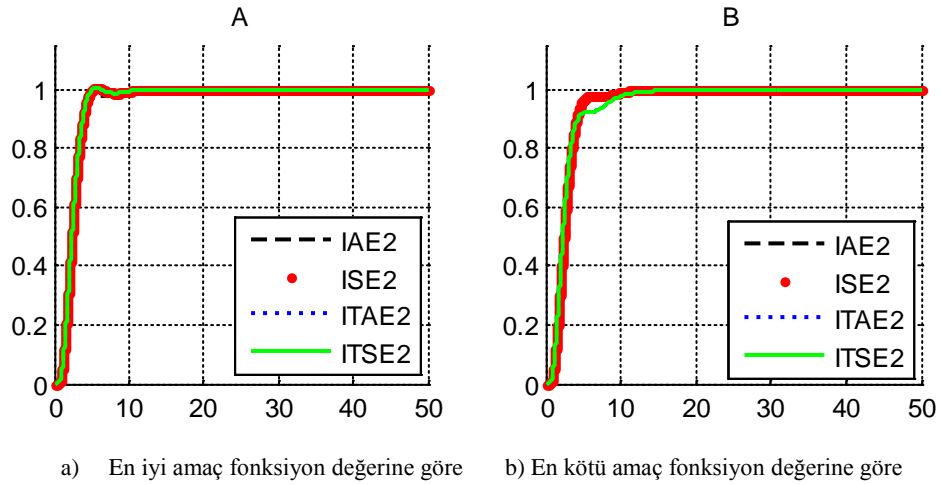 A
B
1
0.8
0.6
0.4
0.2
0
0 10 20 30 40 50
IAE2
ISE2
ITAE2
ITSE2
1
0.8
0.6
0.4
0.2
0
0 10 20 30 40 50
IAE2
ISE2
ITAE2
ITSE2
a) En iyi amaç fonksiyon değerine göre
b) En kötü amaç fonksiyon değerine göre